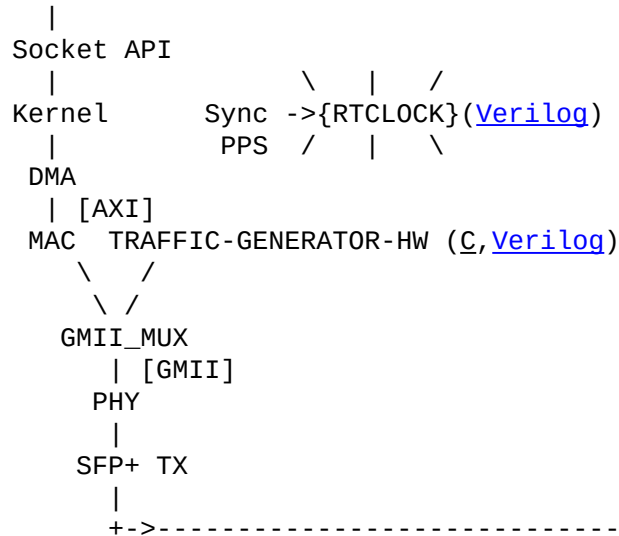 |
Socket API
  |                \   |   /
Kernel      Sync ->{RTCLOCK}(Verilog)
  |          PPS  /   |   \
 DMA
  | [AXI]
 MAC  TRAFFIC-GENERATOR-HW (C,Verilog)
    \   /
     \ /
   GMII_MUX
      | [GMII]
     PHY
      |
    SFP+ TX
      |
      +->-----------------------------